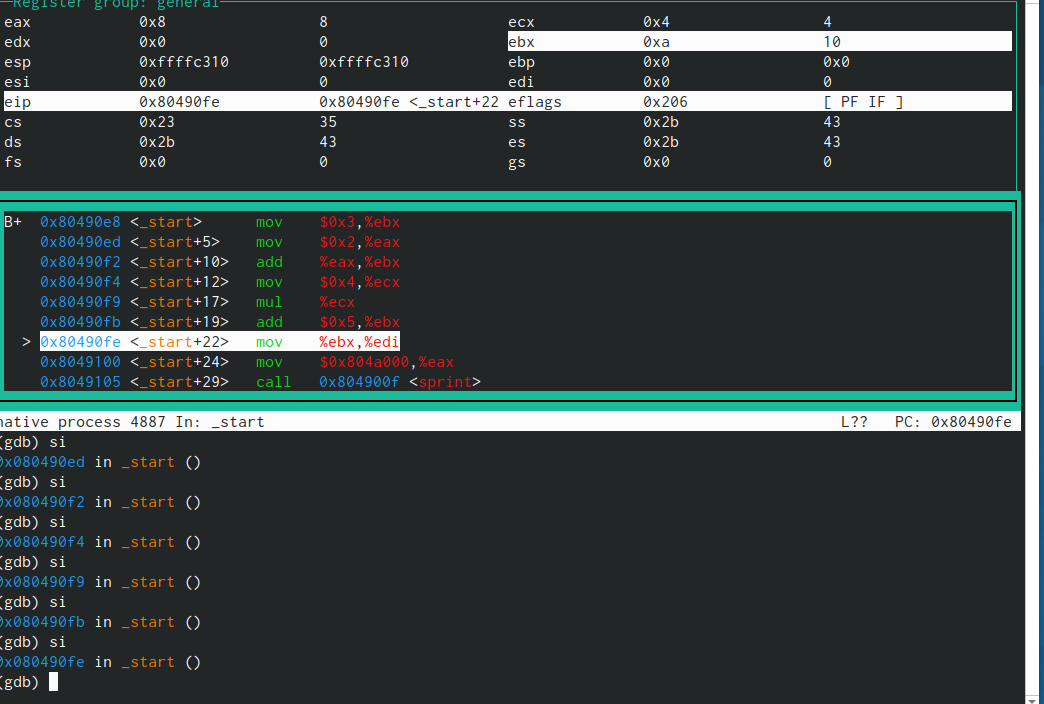 Register group: general
eax 0x8 8 ecx 0x4 4
edx 0x0 0 ebx 0xa 10
esp 0xffffc310 0xffffc310 ebp 0x0 0x0
esi 0x0 0 edi 0x0 0
eip 0x80490fe 0x80490fe <_start+22 eflags 0x206 [ PF IF ]
cs 0x23 35 ss 0x2b 43
ds 0x2b 43 es 0x2b 43
fs 0x0 0 gs 0x0 0
B+ 0x80490e8 <_start> mov $0x3,%ebx
0x80490ed <_start+5> mov $0x2,%eax
0x80490f2 <_start+10> add %eax,%ebx
0x80490f4 <_start+12> mov $0x4,%ecx
0x80490f9 <_start+17> mul %ecx
0x80490fb <_start+19> add $0x5,%ebx
> 0x80490fe <_start+22> mov %ebx,%edi
0x8049100 <_start+24> mov $0x804a000,%eax
0x8049105 <_start+29> call 0x804900f <sprint>
native process 4887 In: _start L?? PC: 0x80490fe
(gdb) si
0x080490ed in _start ()
(gdb) si
0x080490f2 in _start ()
(gdb) si
0x080490f4 in _start ()
(gdb) si
0x080490f9 in _start ()
(gdb) si
0x080490fb in _start ()
(gdb) si
0x080490fe in _start ()
(gdb)